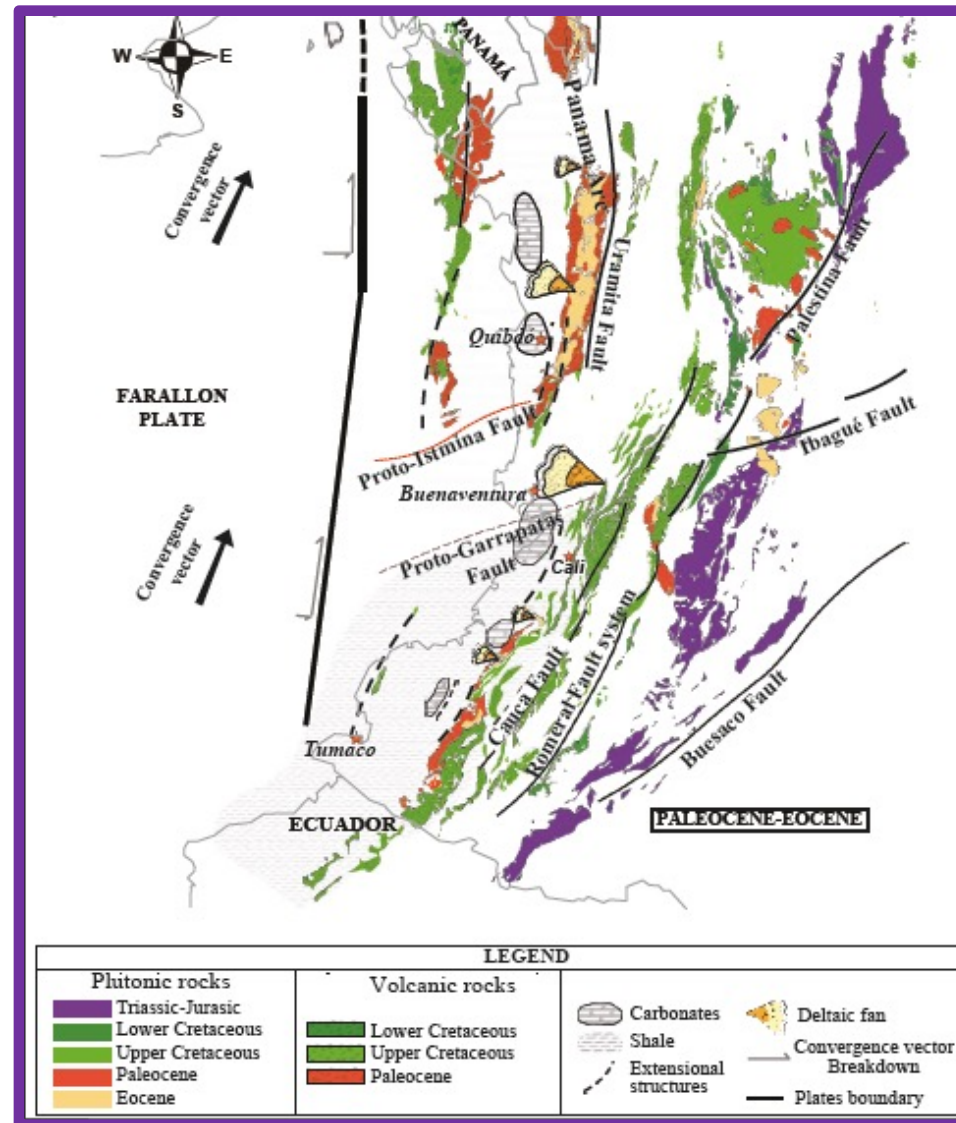 PANAMÁ
W E
S
Panama Arc
Convergence
vector
Uramita Fault
Palestina Fault
Quibdó
FARALLON
PLATE
Proto-Istmina Fault
Ibagué Fault
Buenaventura
Proto-Garrapatas
Fault
Cali
Convergence
vector
Cauca Fault
Romeral Fault system
Buesaco Fault
Tumaco
ECUADOR
PALEOCENE-EOCENE
LEGEND
Plutonic rocks
Triassic-Jurasic
Lower Cretaceous
Upper Cretaceous
Paleocene
Eocene
Volcanic rocks
Lower Cretaceous
Upper Cretaceous
Paleocene
Carbonates
Shale
Extensional
structures
Deltaic fan
Convergence vector
Breakdown
Plates boundary